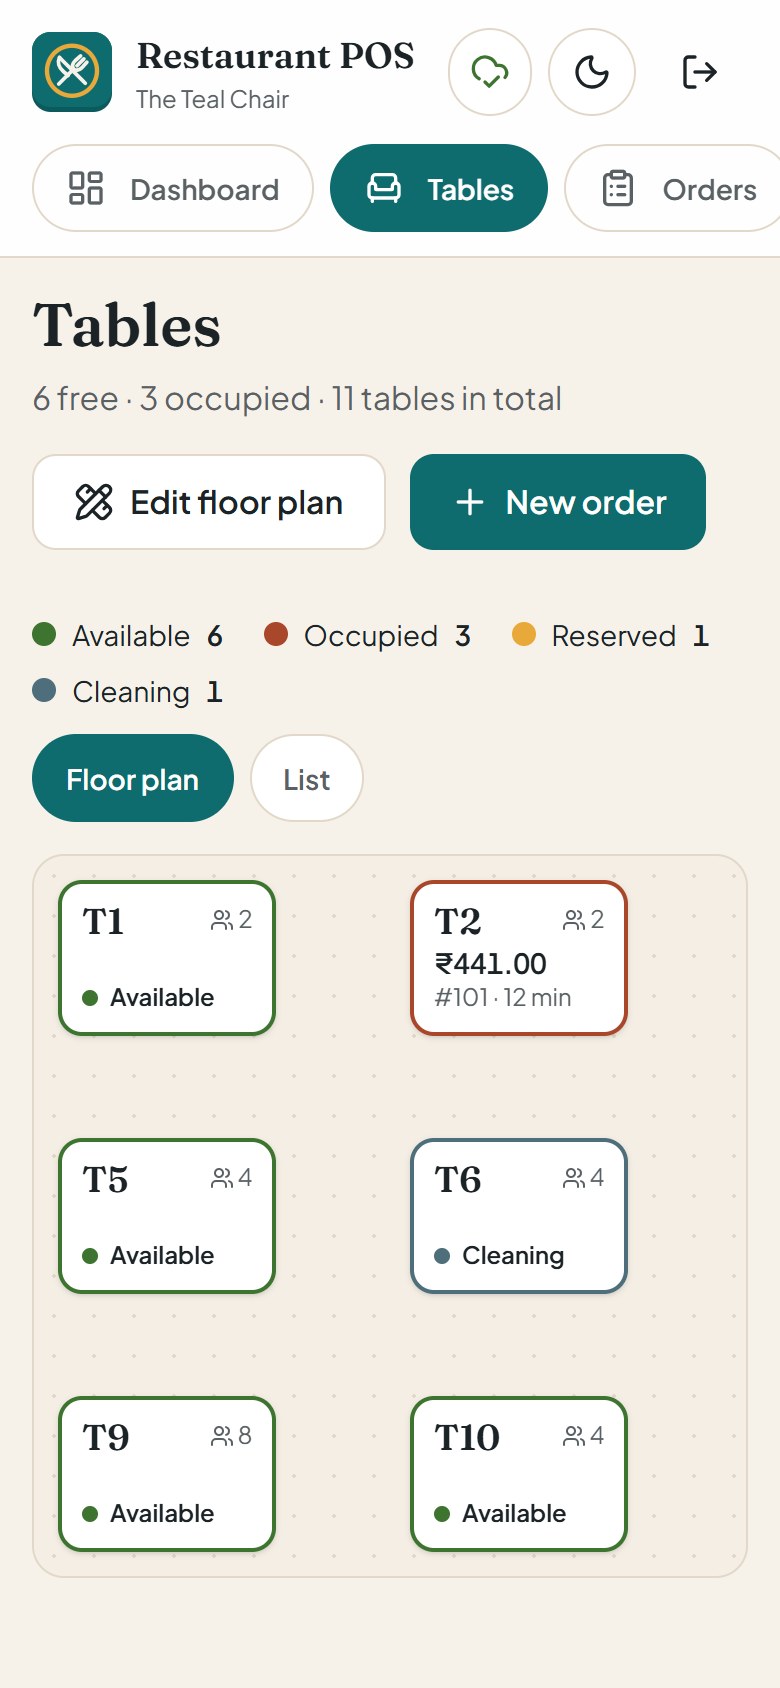 Restaurant POS
The Teal Chair
Dashboard Tables Orders
Tables
6 free · 3 occupied · 11 tables in total
Edit floor plan New order
Available 6 Occupied 3 Reserved 1
Cleaning 1
Floor plan List
T1 2 T2 2
₹441.00
Available #101 · 12 min
T5 4 T6 4
Available Cleaning
T9 8 T10 4
Available Available